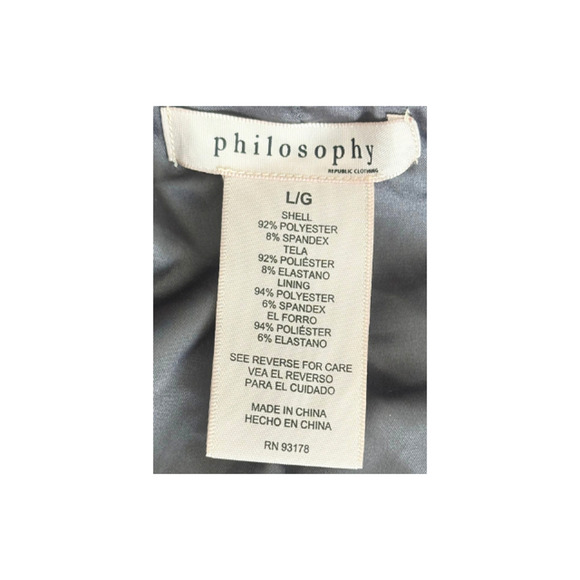 philosophy
REPUBLIC CLOTHING
L/G
SHELL
92% POLYESTER
8% SPANDEX
TELA
92% POLIÉSTER
8% ELASTANO
LINING
94% POLYESTER
6% SPANDEX
EL FORRO
94% POLIÉSTER
6% ELASTANO
SEE REVERSE FOR CARE
VEA EL REVERSO
PARA EL CUIDADO
MADE IN CHINA
HECHO EN CHINA
RN 93178